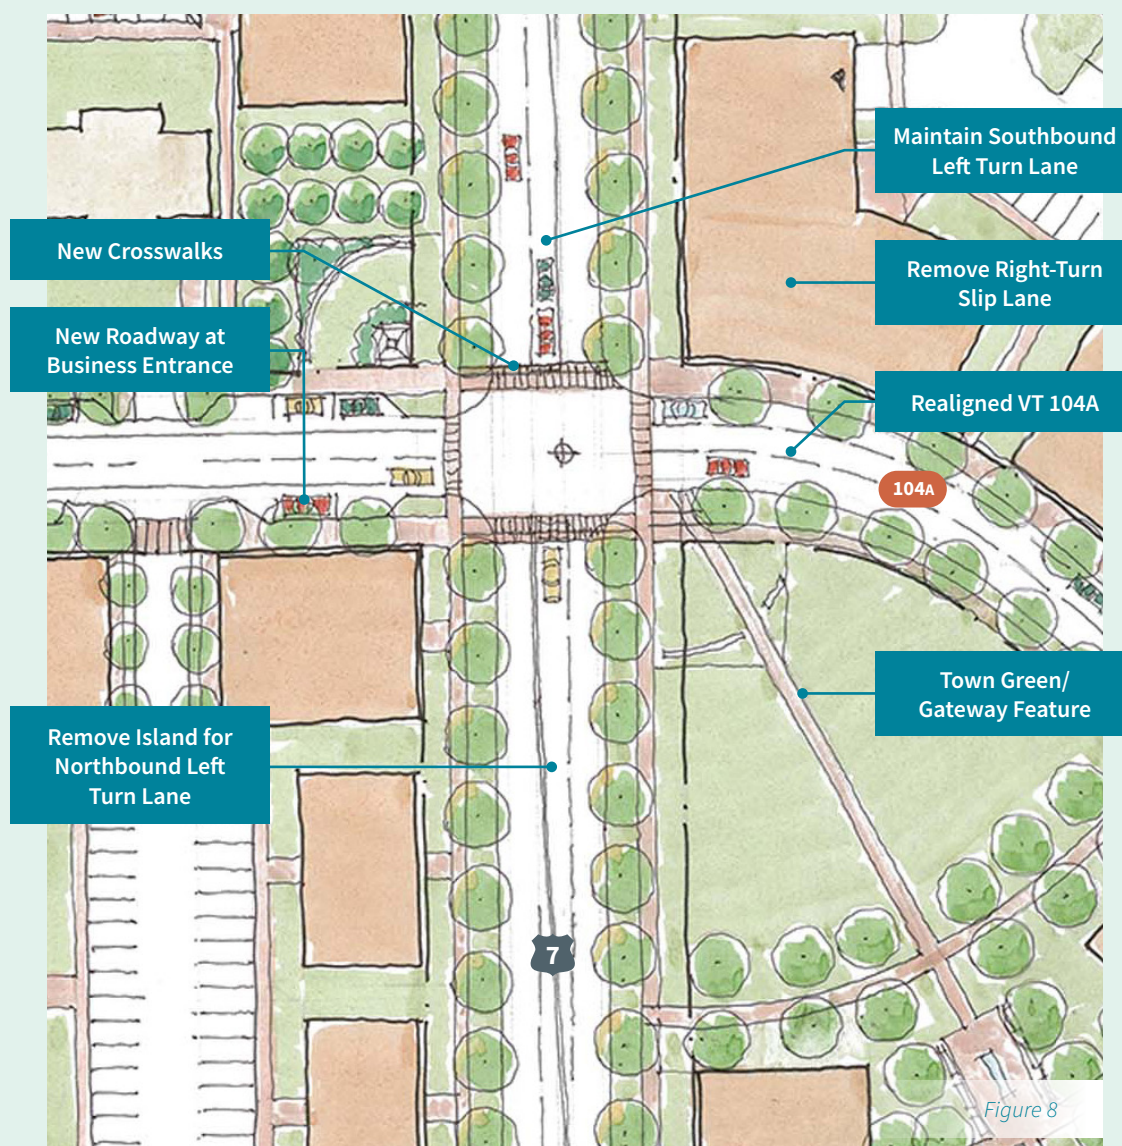 Maintain Southbound
Left Turn Lane
New Crosswalks
Remove Right-Turn
Slip Lane
New Roadway at
Business Entrance
Realigned VT 104A
104A
Town Green/
Gateway Feature
Remove Island for
Northbound Left
Turn Lane
7
Figure 8